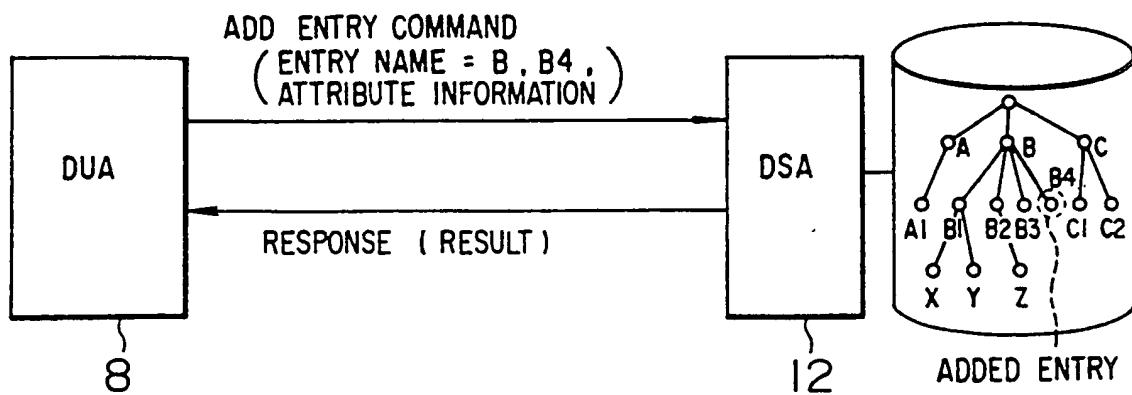 ADD ENTRY COMMAND
( ENTRY NAME = B, B4,
ATTRIBUTE INFORMATION )
DUA
DSA
RESPONSE ( RESULT )
A B C
B4
A1 B1 B2 B3 C1 C2
X Y Z
8
12
ADDED ENTRY